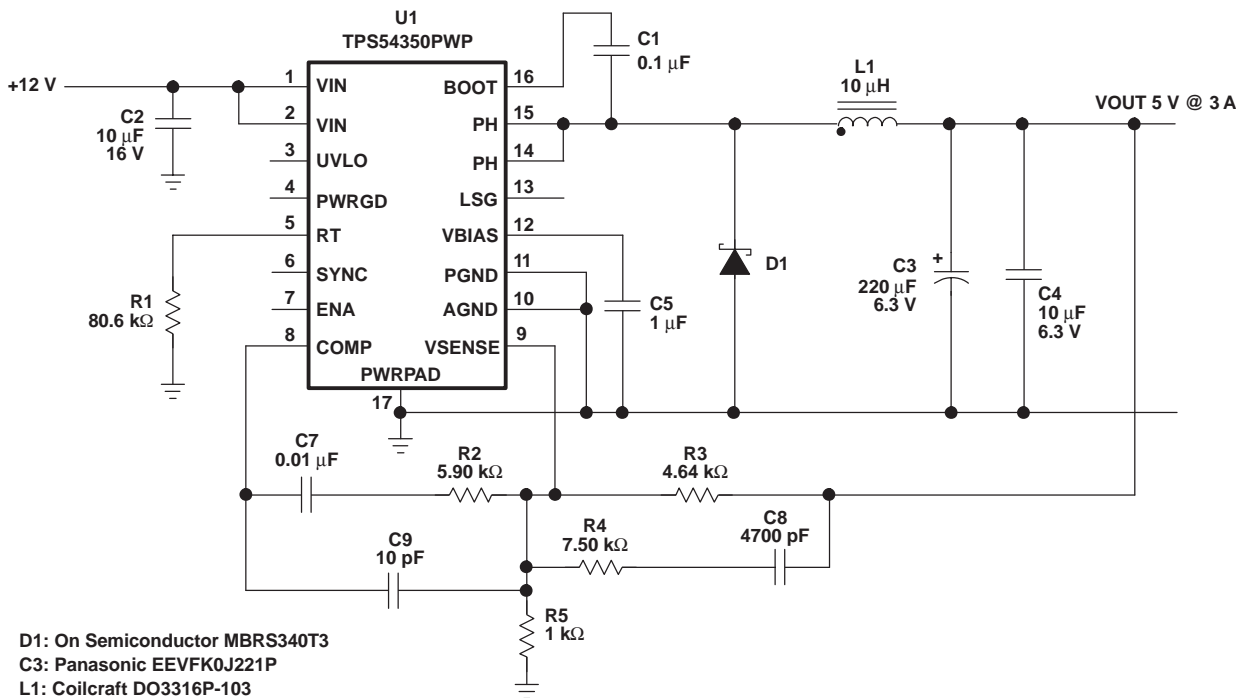 U1
TPS54350PWP
+12 V
C2
10 μF
16 V
1 VIN
2 VIN
3 UVLO
4 PWRGD
5 RT
6 SYNC
7 ENA
8 COMP
BOOT 16
PH 15
PH 14
LSG 13
VBIAS 12
PGND 11
AGND 10
VSENSE 9
PWRPAD
17
R1
80.6 kΩ
C1
0.1 μF
L1
10 μH
VOUT 5 V @ 3 A
D1
C5
1 μF
C3
+
220 μF
6.3 V
C4
10 μF
6.3 V
C7
0.01 μF
R2
5.90 kΩ
R3
4.64 kΩ
C9
10 pF
R4
7.50 kΩ
C8
4700 pF
R5
1 kΩ
D1: On Semiconductor MBRS340T3
C3: Panasonic EEVFK0J221P
L1: Coilcraft DO3316P-103